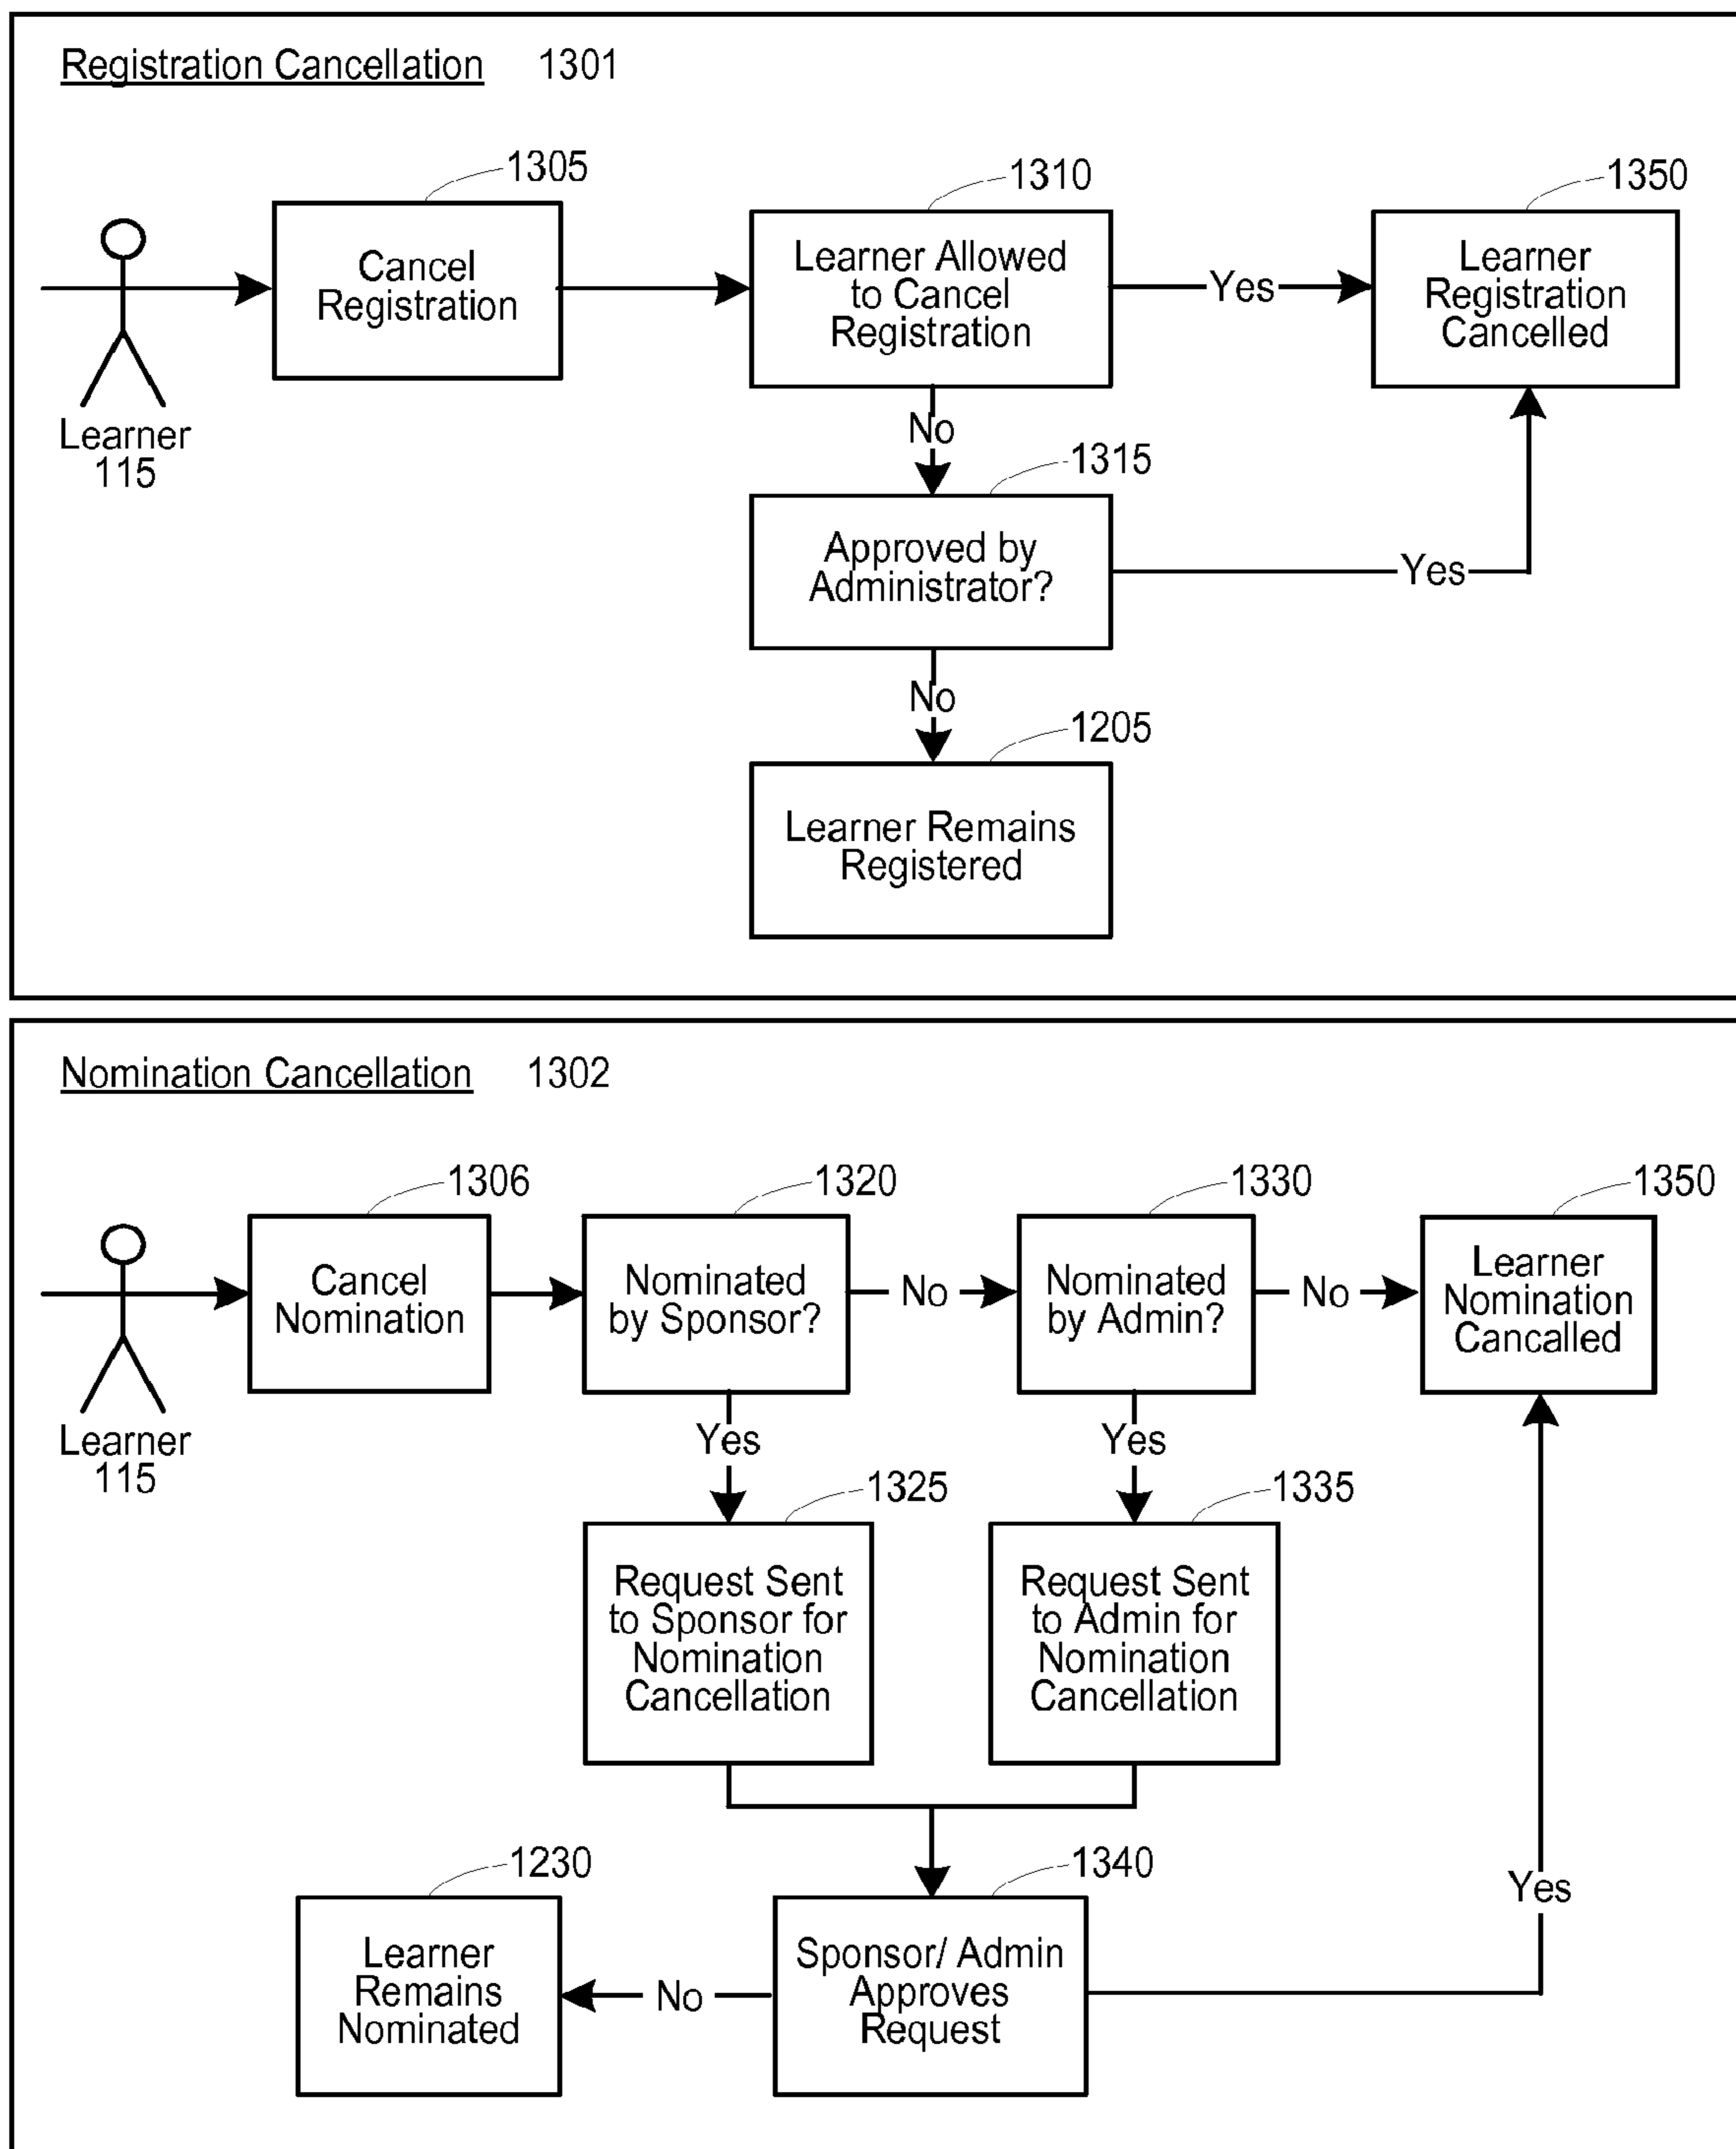 Registration Cancellation 1301
1305
1310
1350
Cancel
Registration
Learner Allowed
to Cancel
Registration
Yes
Learner
Registration
Cancelled
Learner
115
No
1315
Approved by
Administrator?
Yes
No
1205
Learner Remains
Registered
Nomination Cancellation 1302
1306
1320
1330
1350
Cancel
Nomination
Nominated
by Sponsor?
No
Nominated
by Admin?
No
Learner
Nomination
Cancalled
Learner
115
Yes
Yes
1325
1335
Request Sent
to Sponsor for
Nomination
Cancellation
Request Sent
to Admin for
Nomination
Cancellation
1230
1340
Yes
Learner
Remains
Nominated
No
Sponsor/ Admin
Approves
Request